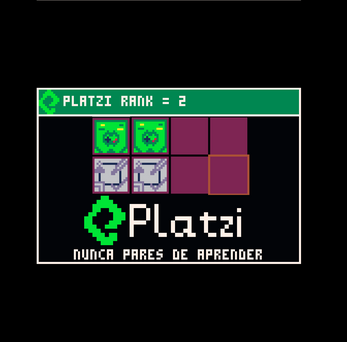 PLATZI RANK = 2
Platzi
NUNCA PARES DE APRENDER